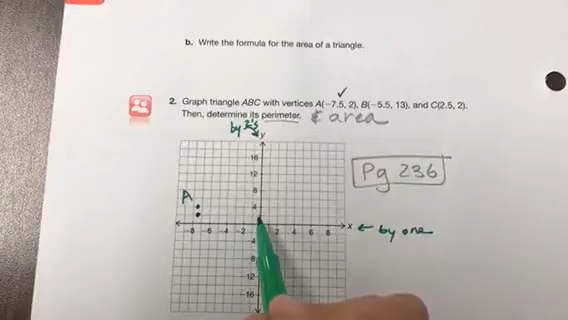 b. Write the formula for the area of a triangle.
2. Graph triangle ABC with vertices A(−7.5, 2), B(−5.5, 13), and C(2.5, 2).
Then, determine its perimeter. & area
by 2's y
Pg 236
16
12
8
A 4
-8 -6 -4 -2 2 4 6 8 x ← by one
-12
-16